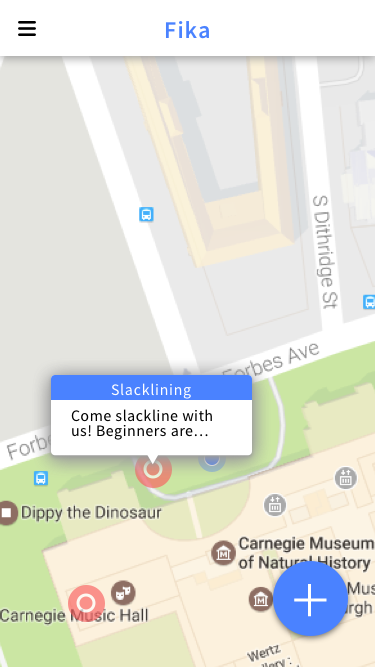 Fika
S Dithridge St
Forbes Ave
Slacklining
Come slackline with
us! Beginners are...
Forbe
Dippy the Dinosaur
Carnegie Museum
of Natural History
Mus
rgh
Carnegie Music Hall
Wertz